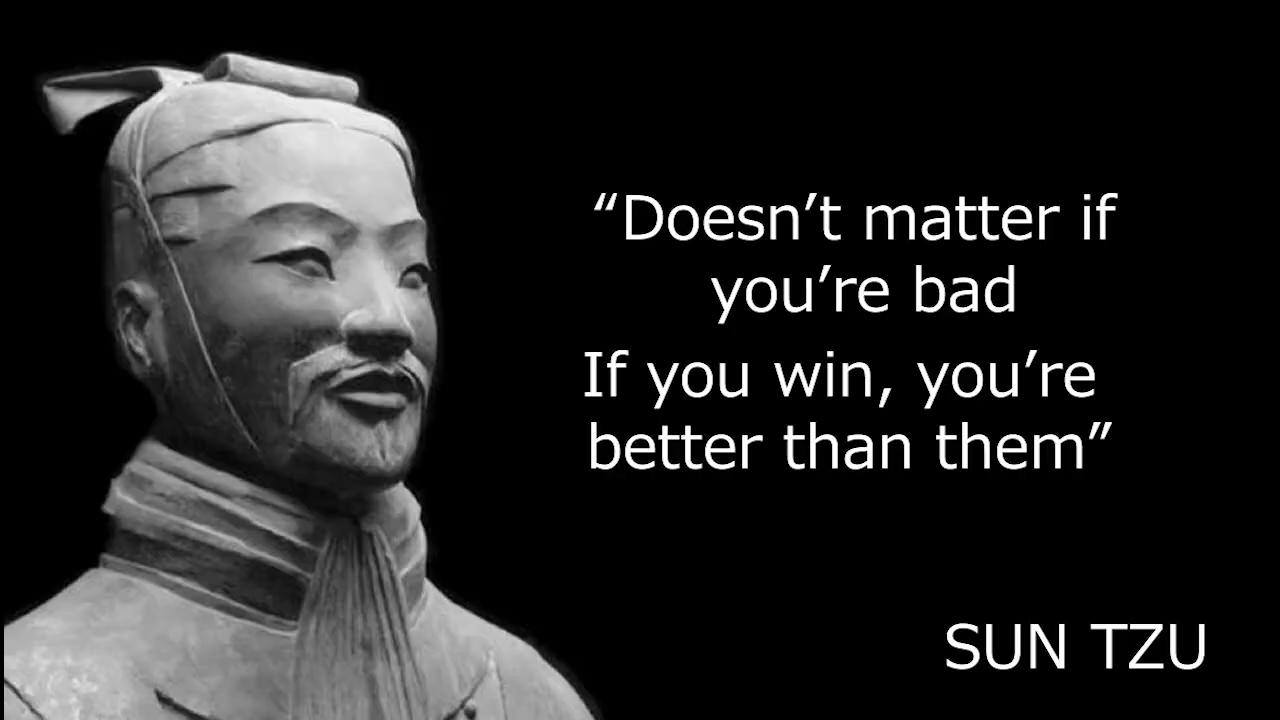 “Doesn’t matter if
you’re bad
If you win, you’re
better than them”
SUN TZU